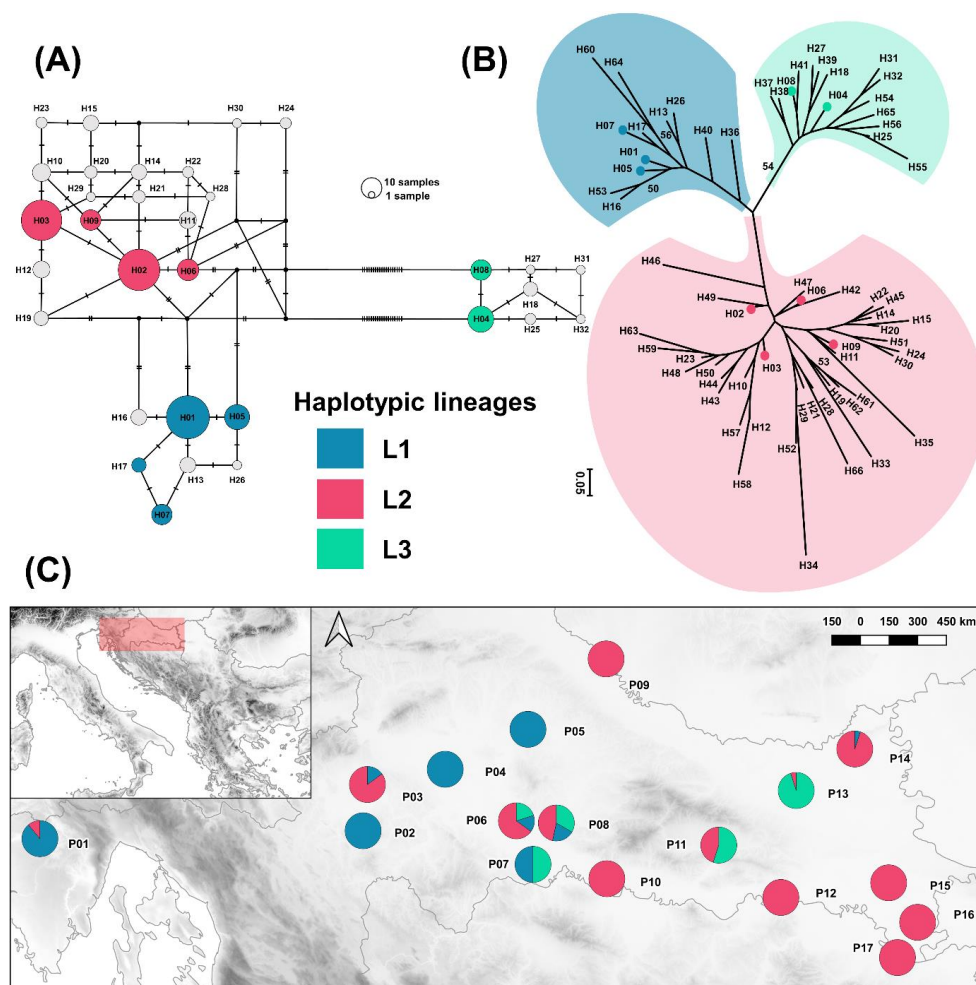 (A)
H23
H15
H30
H24
H10
H20
H14
H22
H29
H21
H28
H03
H09
H11
H12
H02
H06
H19
10 samples
1 sample
H08
H27
H31
H18
H04
H25
H32
H16
H01
H05
H17
H13
H26
H07
Haplotypic lineages
L1
L2
L3
(B)
H60
H64
H26
H13
H17
H07
56
H40
H36
H01
H05
50
H53
H16
H27
H41
H39
H08
H18
H37
H38
H04
H31
H32
H54
H65
H56
H25
H55
54
H46
H47
H06
H42
H49
H02
H22
H45
H14
H15
H20
H51
H09
H24
H11
H30
H63
H59
H23
H48
H50
H44
H43
H10
H03
53
H61
H62
H19
H28
H21
H29
H57
H12
H52
H35
H33
H66
H58
H34
0.05
(C)
150 0 150 300 450 km
P09
P05
P04
P14
P03
P13
P01
P02
P06
P08
P11
P07
P10
P12
P15
P16
P17